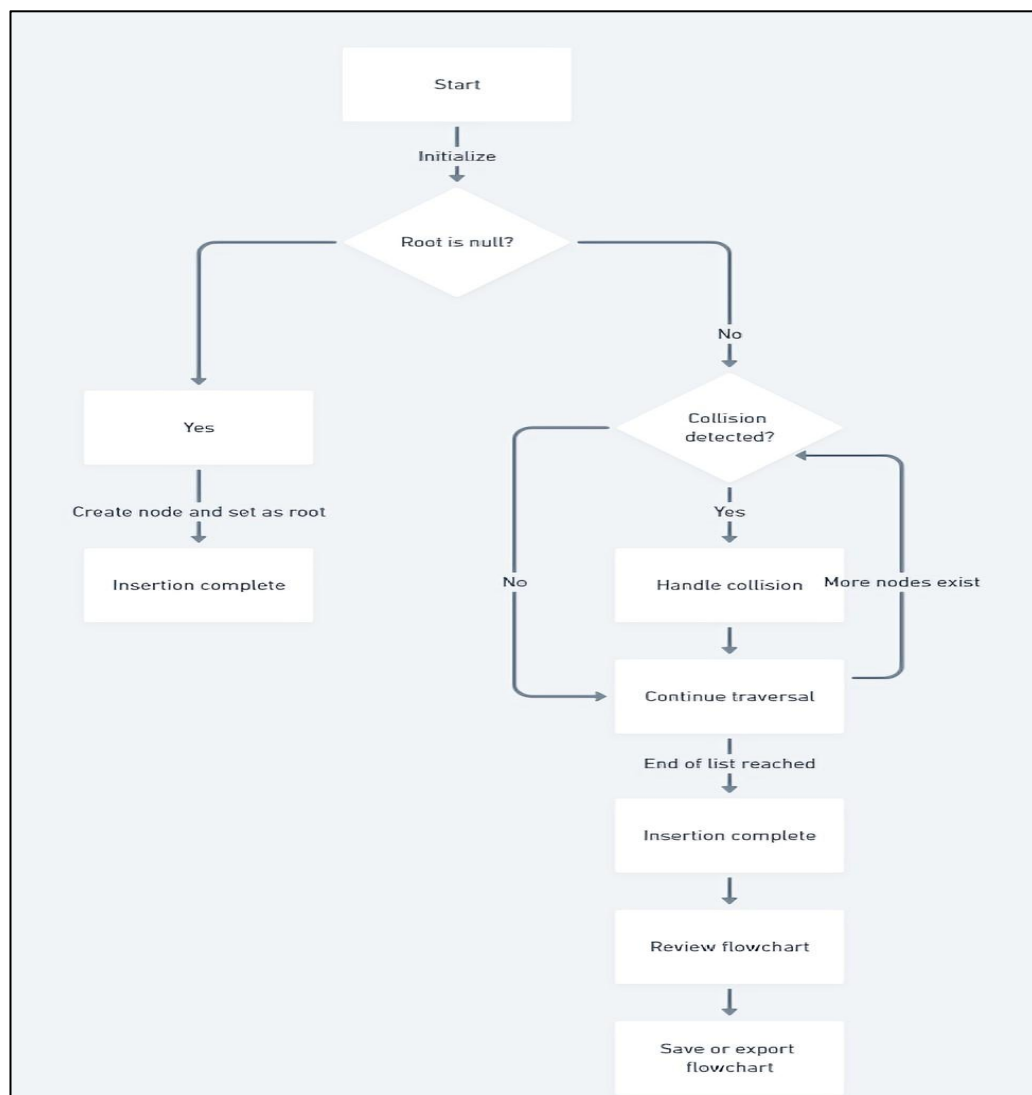 Start
Initialize
Root is null?
No
Yes
Create node and set as root
Insertion complete
Collision
detected?
Yes
No
Handle collision
More nodes exist
Continue traversal
End of list reached
Insertion complete
Review flowchart
Save or export
flowchart